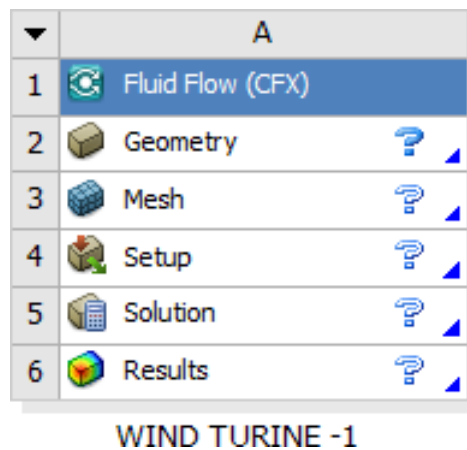 A
1 Fluid Flow (CFX)
2 Geometry ?
3 Mesh ?
4 Setup ?
5 Solution ?
6 Results ?
WIND TURINE -1